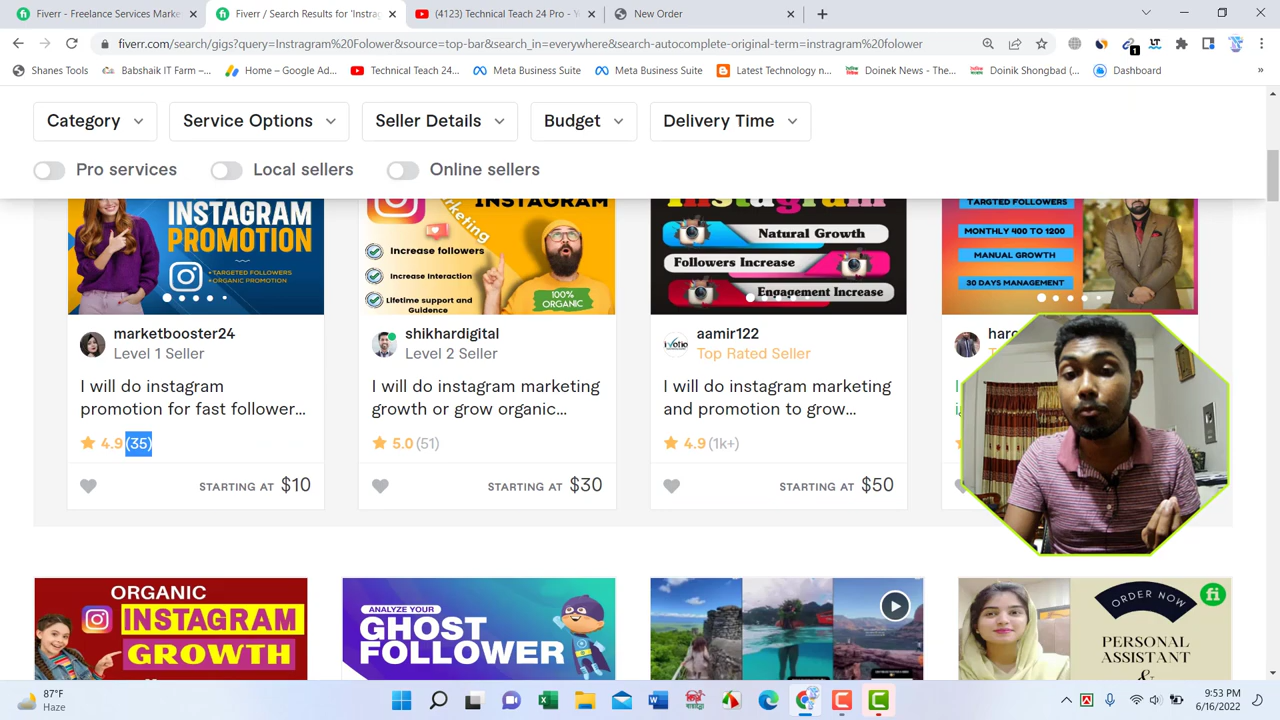 Fiverr - Freelance Services Market
Fiverr / Search Results for 'Instag
(4123) Technical Teach 24 Pro - Y
New Order
fiverr.com/search/gigs?query=Instagram%20Follower&source=top-bar&search_in=everywhere&search-autocomplete-original-term=instagram%20folower
1
Shanes Tools
Babshaik IT Farm –...
Home – Google Ad...
Technical Teach 24...
Meta Business Suite
Meta Business Suite
Latest Technology n...
Doinek News - The...
Doinik Shongbad (...
Dashboard
»
Category
Service Options
Seller Details
Budget
Delivery Time
Pro services
Local sellers
Online sellers
INSTAGRAM
PROMOTION
• TARGETED FOLLOWERS
• ORGANIC PROMOTION
INSTAGRAM
Marketing
Increase followers
Increase Interaction
Lifetime support and
Guidence
100%
ORGANIC
Instagram
Natural Growth
Followers Increase
Engagement Increase
TARGTED FOLLOWERS
MONTHLY 400 TO 1200
MANUAL GROWTH
30 DAYS MANAGEMENT
marketbooster24
Level 1 Seller
I will do instagram
promotion for fast follower...
4.9 (35)
STARTING AT $10
shikhardigital
Level 2 Seller
I will do instagram marketing
growth or grow organic...
5.0 (51)
STARTING AT $30
aamir122
Top Rated Seller
I will do instagram marketing
and promotion to grow...
4.9 (1k+)
STARTING AT $50
ORGANIC
INSTAGRAM
GROWTH
ANALYZE YOUR
GHOST
FOLLOWER
ORDER NOW
fi
PERSONAL
ASSISTANT
&
87°F
Haze
9:53 PM
6/16/2022